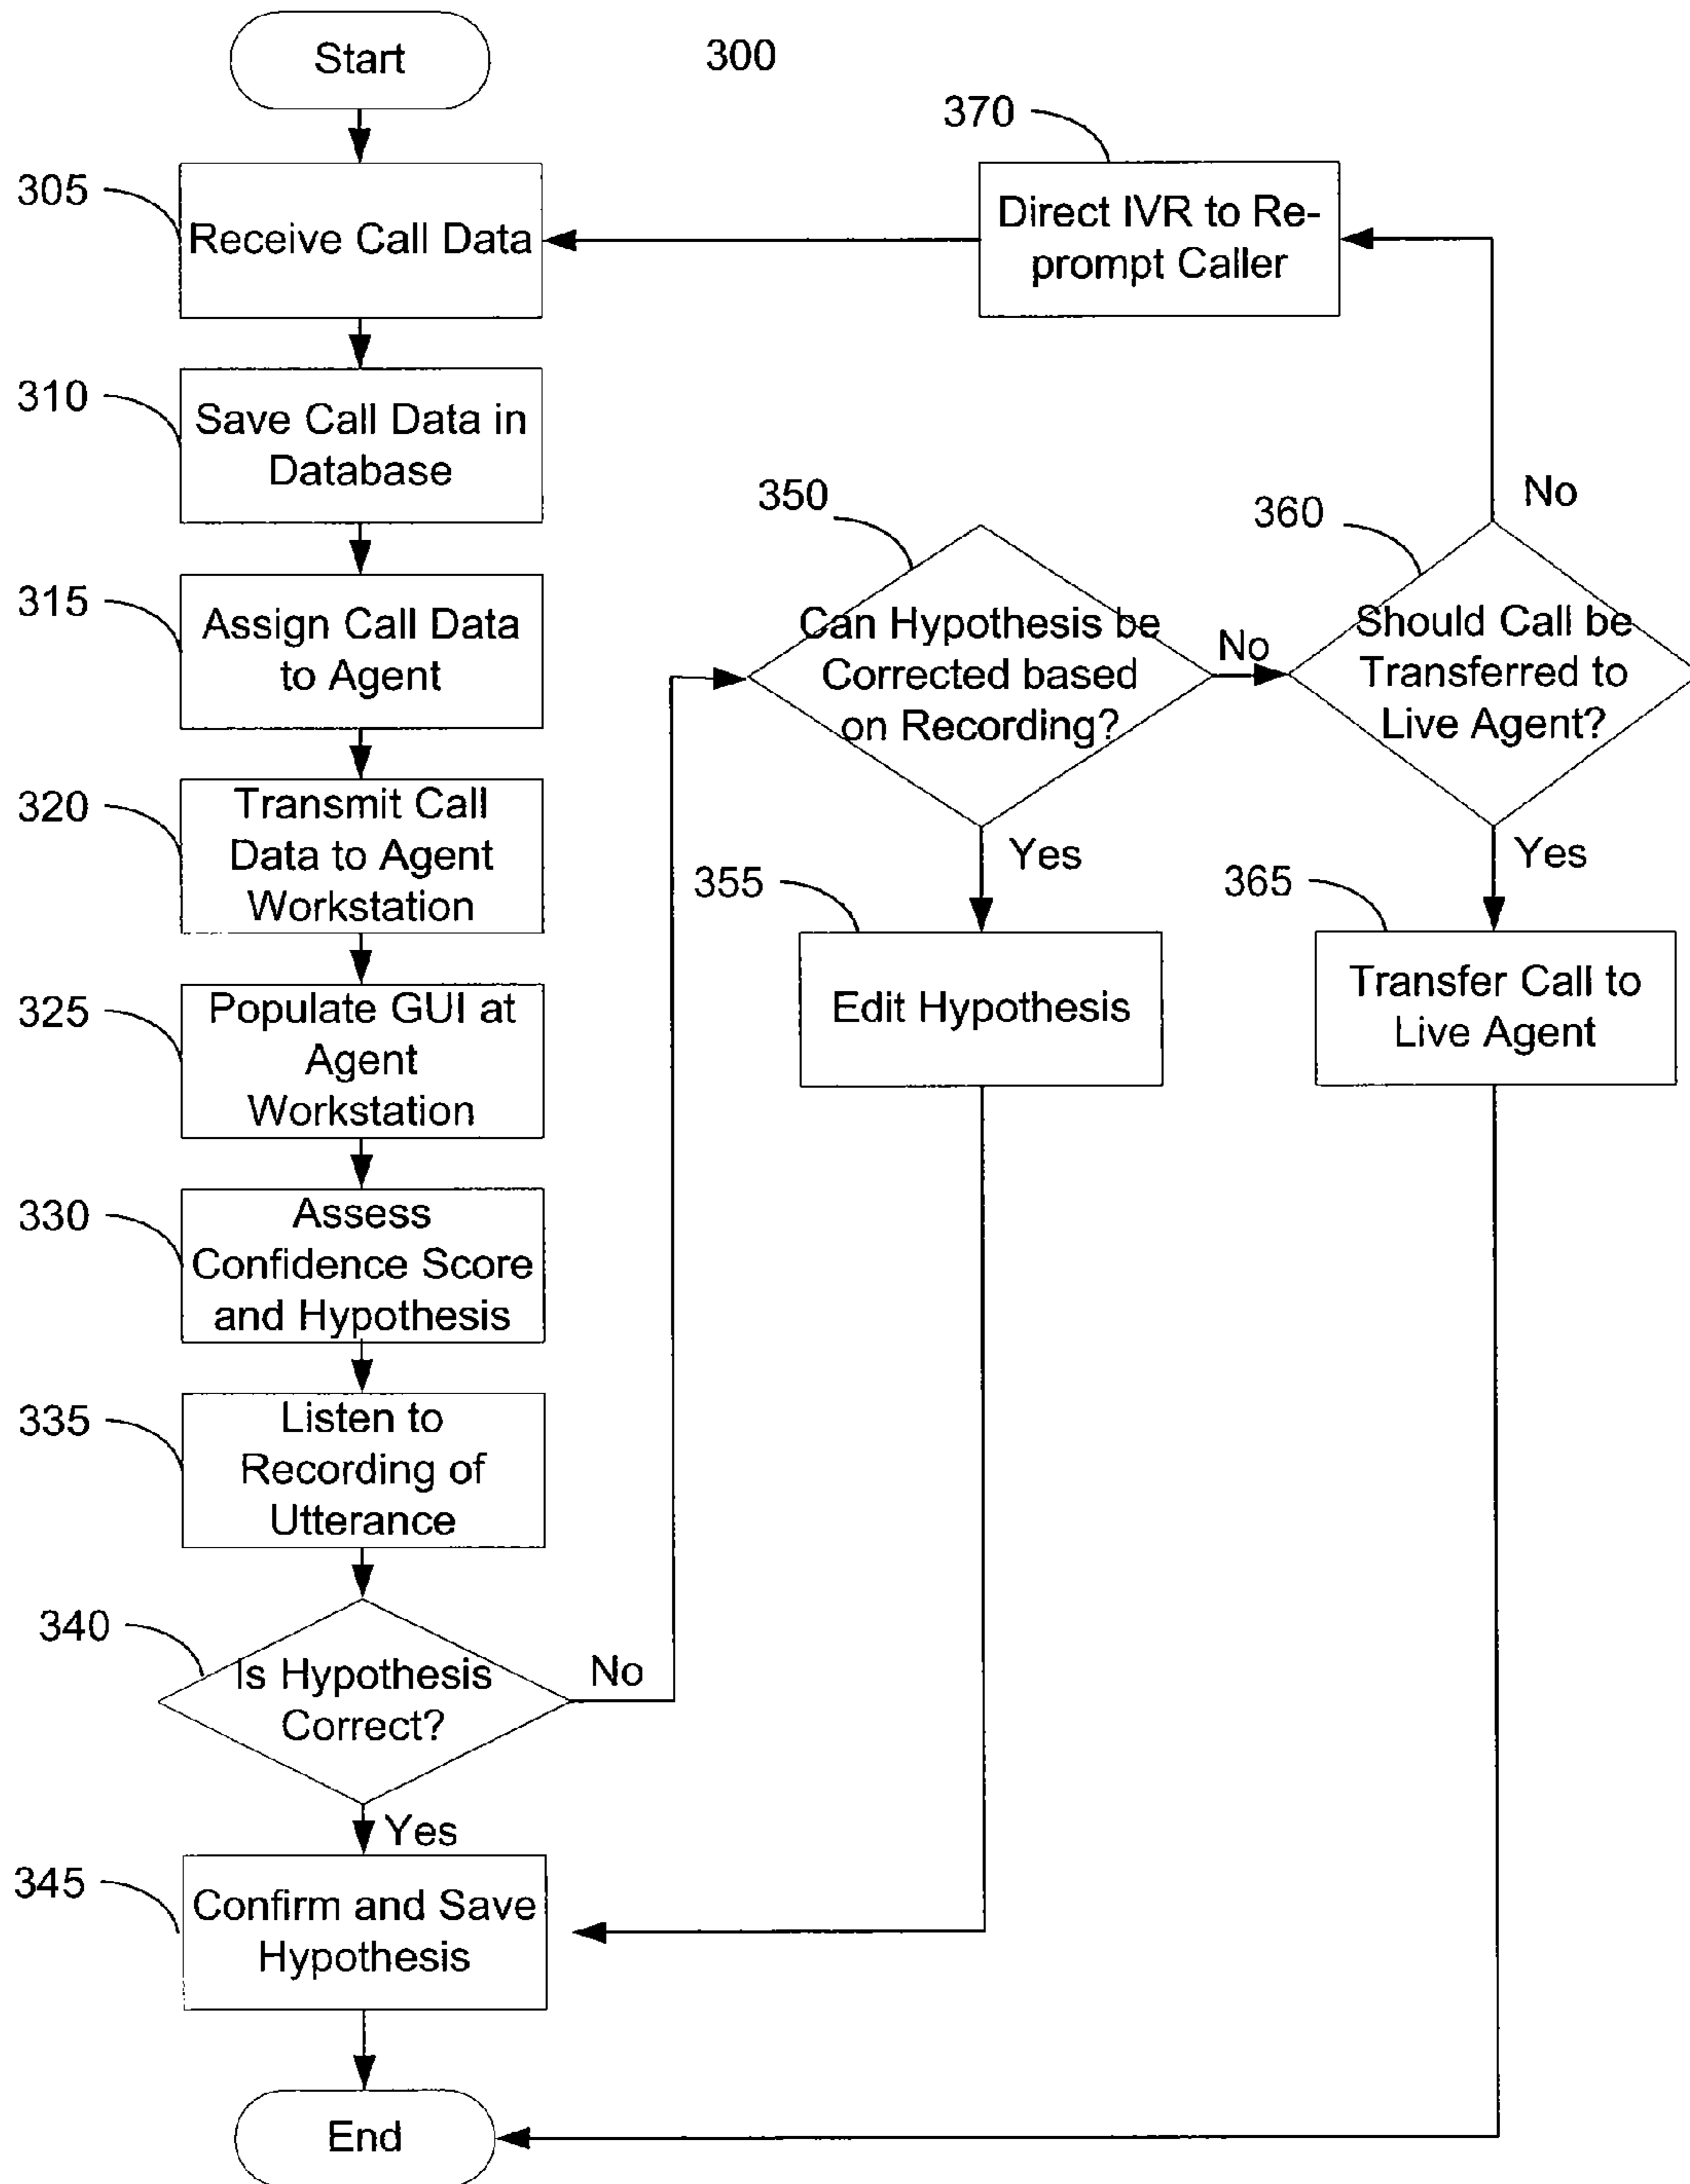 Start
300
370
305
Receive Call Data
Direct IVR to Re-
prompt Caller
310
Save Call Data in
Database
350
No
360
315
Assign Call Data
to Agent
Can Hypothesis be
Corrected based
on Recording?
No
Should Call be
Transferred to
Live Agent?
320
Transmit Call
Data to Agent
Workstation
Yes
Yes
355
365
325
Populate GUI at
Agent
Workstation
Edit Hypothesis
Transfer Call to
Live Agent
330
Assess
Confidence Score
and Hypothesis
335
Listen to
Recording of
Utterance
340
Is Hypothesis
Correct?
No
Yes
345
Confirm and Save
Hypothesis
End